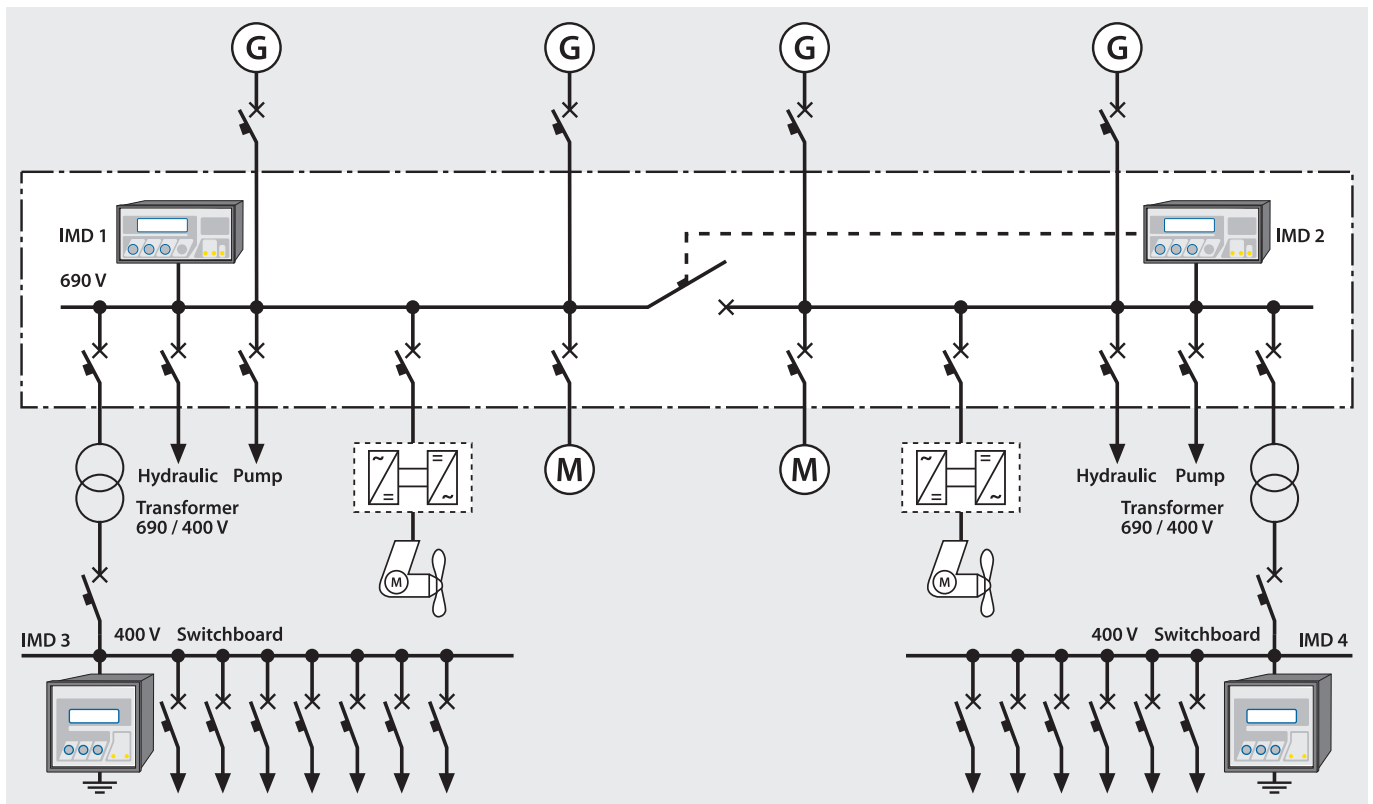 G
G
G
G
IMD 1
IMD 2
690 V
Hydraulic Pump
Transformer
690 / 400 V
M
M
Hydraulic Pump
Transformer
690 / 400 V
M
M
IMD 3
400 V Switchboard
400 V Switchboard
IMD 4